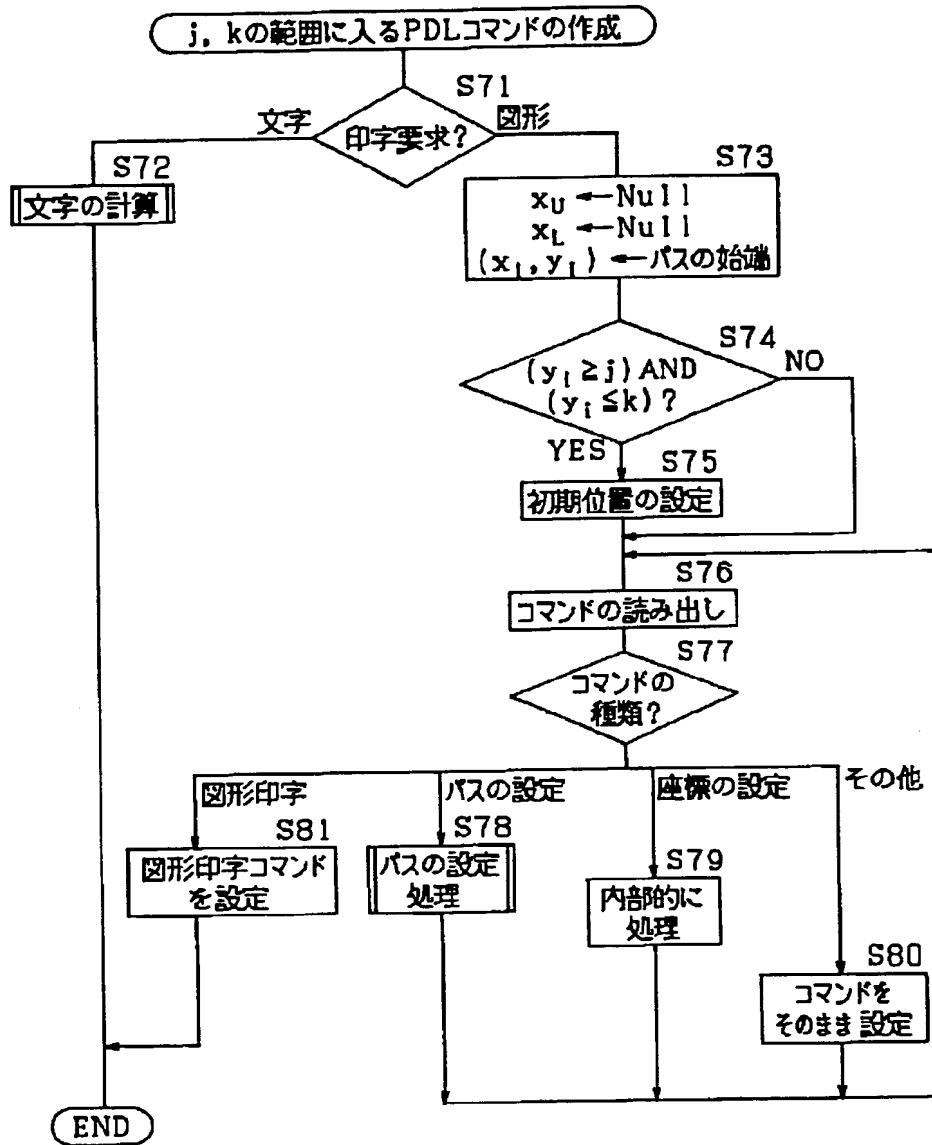 j, kの範囲に入るPDLコマンドの作成
S71
文字
印字要求?
図形
S72
文字の計算
S73
xU ←Null
xL ←Null
(xi, yi) ←パスの始端
S74
(yi ≧j) AND
(yi ≦k) ?
NO
YES
S75
初期位置の設定
S76
コマンドの読み出し
S77
コマンドの
種類?
図形印字
パスの設定
座標の設定
その他
S81
図形印字コマンド
を設定
S78
パスの設定
処理
S79
内部的に
処理
S80
コマンドを
そのまま設定
END